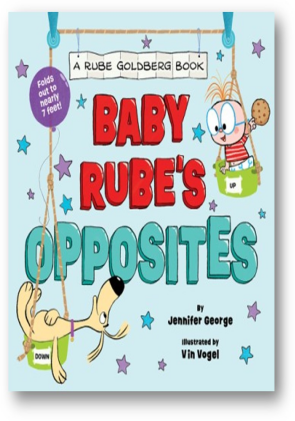 A RUBE GOLDBERG BOOK
Folds
out to
nearly
7 feet!
BABY
RUBE'S
OPPOSITES
UP
DOWN
By
Jennifer George
illustrated by
Vin Vogel